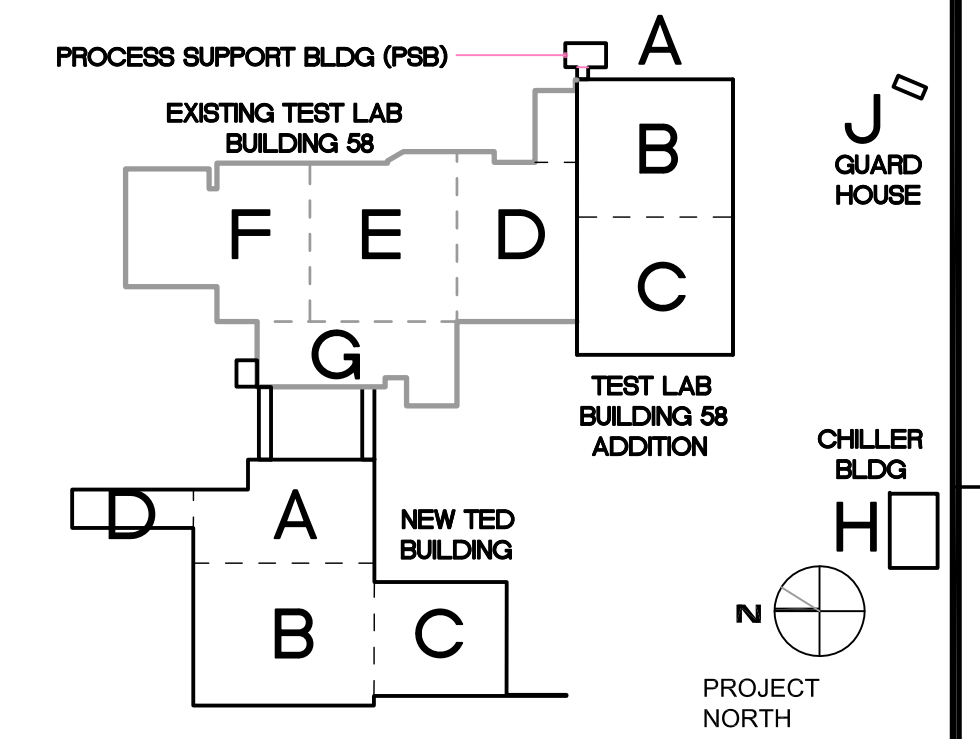 A
PROCESS SUPPORT BLDG (PSB)
EXISTING TEST LAB
BUILDING 58
B
J
GUARD
HOUSE
F E D
C
G
TEST LAB
BUILDING 58
ADDITION
CHILLER
BLDG
H
D A
NEW TED
BUILDING
B C
N
PROJECT
NORTH